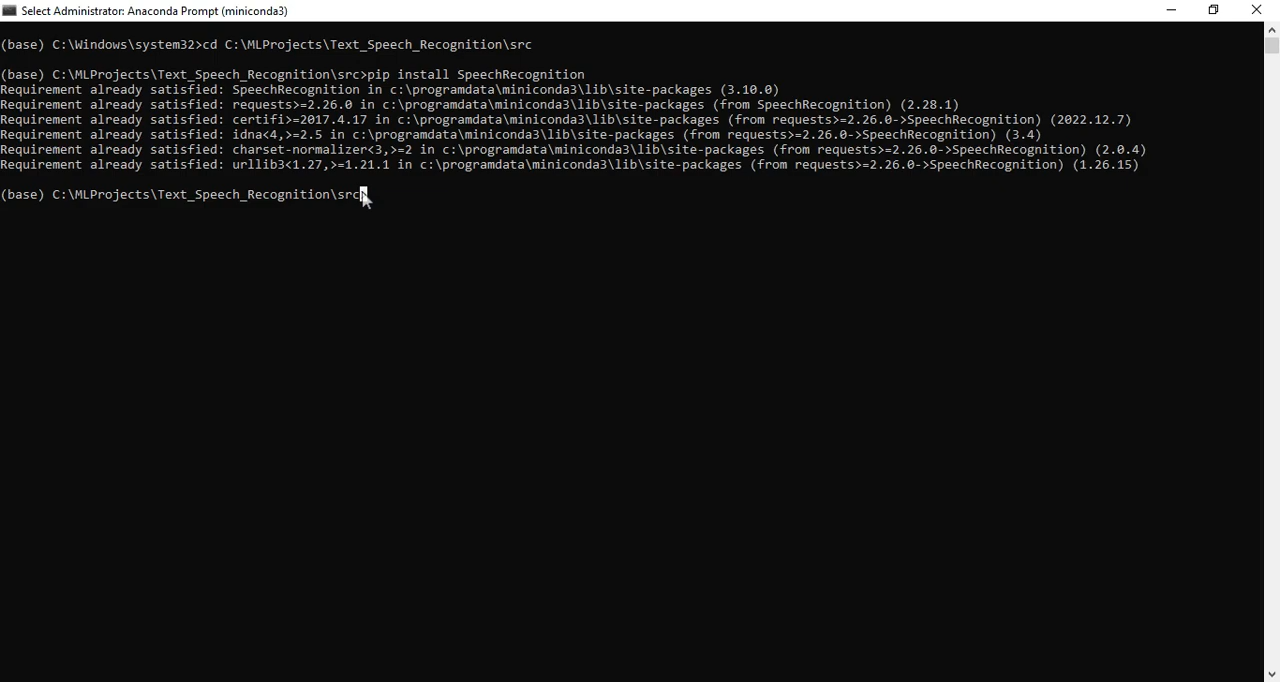 Select Administrator: Anaconda Prompt (miniconda3)
(base) C:\Windows\system32>cd C:\MLProjects\Text_Speech_Recognition\src
(base) C:\MLProjects\Text_Speech_Recognition\src>pip install SpeechRecognition
Requirement already satisfied: SpeechRecognition in c:\programdata\miniconda3\lib\site-packages (3.10.0)
Requirement already satisfied: requests>=2.26.0 in c:\programdata\miniconda3\lib\site-packages (from SpeechRecognition) (2.28.1)
Requirement already satisfied: certifi>=2017.4.17 in c:\programdata\miniconda3\lib\site-packages (from requests>=2.26.0->SpeechRecognition) (2022.12.7)
Requirement already satisfied: idna<4,>=2.5 in c:\programdata\miniconda3\lib\site-packages (from requests>=2.26.0->SpeechRecognition) (3.4)
Requirement already satisfied: charset-normalizer<3,>=2 in c:\programdata\miniconda3\lib\site-packages (from requests>=2.26.0->SpeechRecognition) (2.0.4)
Requirement already satisfied: urllib3<1.27,>=1.21.1 in c:\programdata\miniconda3\lib\site-packages (from requests>=2.26.0->SpeechRecognition) (1.26.15)
(base) C:\MLProjects\Text_Speech_Recognition\src>